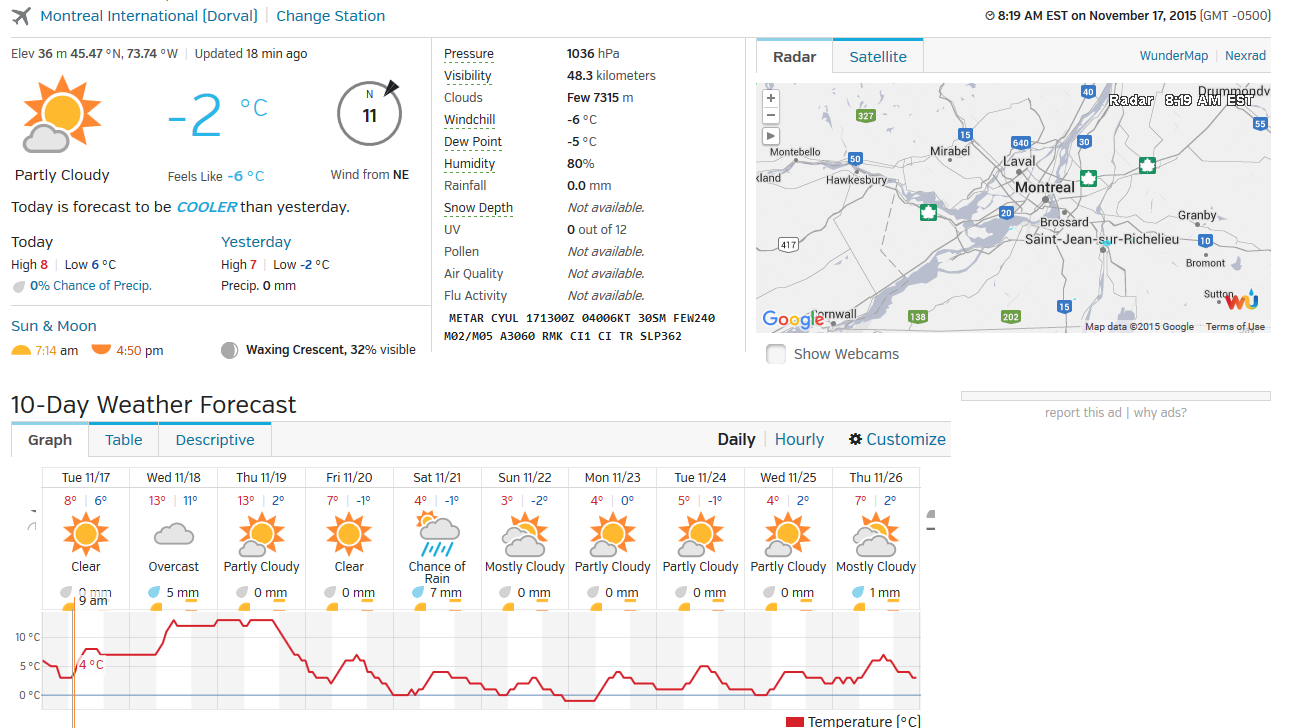 Montreal International (Dorval) | Change Station
8:19 AM EST on November 17, 2015 (GMT -0500)
Elev 36 m 45.47 °N, 73.74 °W | Updated 18 min ago
-2 °C
N
11
Partly Cloudy
Feels Like -6 °C
Wind from NE
Today is forecast to be COOLER than yesterday.
Today
High 8 | Low 6 °C
0% Chance of Precip.
Yesterday
High 7 | Low -2 °C
Precip. 0 mm
Sun & Moon
7:14 am 4:50 pm
Waxing Crescent, 32% visible
Pressure 1036 hPa
Visibility 48.3 kilometers
Clouds Few 7315 m
Windchill -6 °C
Dew Point -5 °C
Humidity 80%
Rainfall 0.0 mm
Snow Depth Not available.
UV 0 out of 12
Pollen Not available.
Air Quality Not available.
Flu Activity Not available.
METAR CYUL 171300Z 04006KT 30SM FEW240
M02/M05 A3060 RMK CI1 CI TR SLP362
Radar Satellite
WunderMap | Nexrad
+
−
40
Drummondv
Radar 8:19 AM EST
327
55
15
640
30
Montebello
50
Mirabel
Laval
kland
Hawkesbury
Montreal
20
Brossard
Granby
417
Saint-Jean-sur-Richelieu
10
Bromont
Sutton
15
138
202
Google
ornwall
wu
Map data ©2015 Google Terms of Use
Show Webcams
10-Day Weather Forecast
report this ad | why ads?
Graph Table Descriptive
Daily | Hourly Customize
Tue 11/17 Wed 11/18 Thu 11/19 Fri 11/20 Sat 11/21 Sun 11/22 Mon 11/23 Tue 11/24 Wed 11/25 Thu 11/26
8° | 6° 13° | 11° 13° | 2° 7° | -1° 4° | -1° 3° | -2° 4° | 0° 5° | -1° 4° | 2° 7° | 2°
Clear Overcast Partly Cloudy Clear Chance of Rain Mostly Cloudy Partly Cloudy Partly Cloudy Partly Cloudy Mostly Cloudy
0 mm 5 mm 0 mm 0 mm 7 mm 0 mm 0 mm 0 mm 0 mm 1 mm
9 am
10 °C
5 °C
4 °C
0 °C
Temperature (°C)